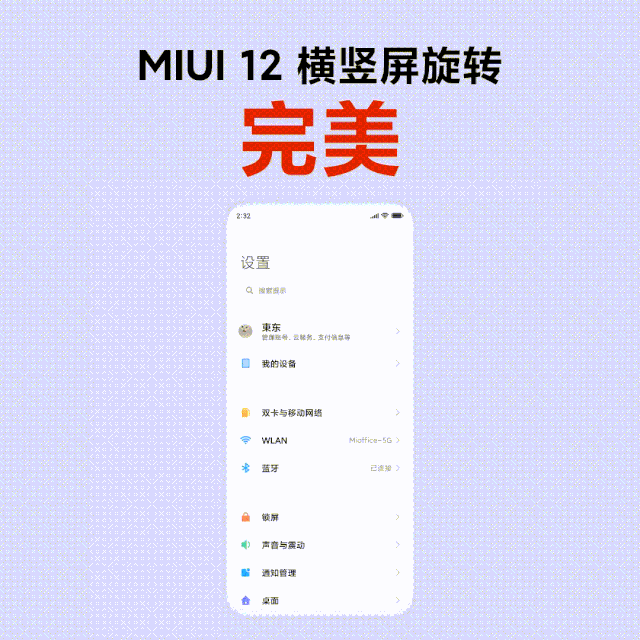 MIUI 12 横竖屏旋转
完美
2:32
设置
搜索提示
東东
管理账号、云服务、支付信息等
我的设备
双卡与移动网络
WLAN Mioffice-5G
蓝牙 已连接
锁屏
声音与震动
通知管理
桌面